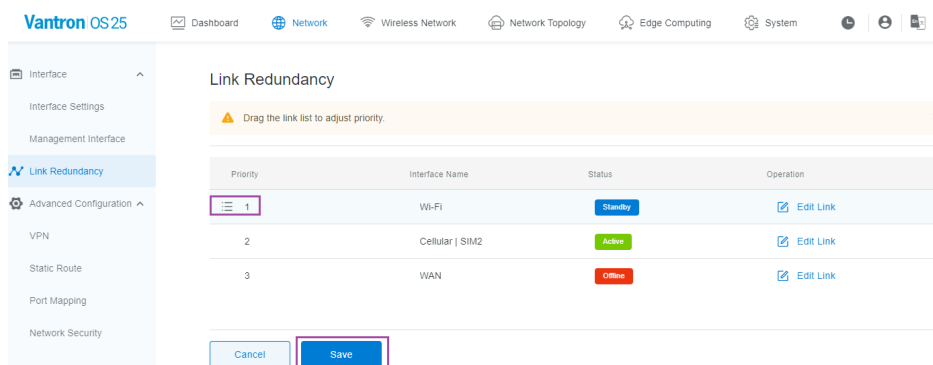 Vantron OS25
Dashboard Network Wireless Network Network Topology Edge Computing System
Interface
Interface Settings
Management Interface
Link Redundancy
Advanced Configuration
VPN
Static Route
Port Mapping
Network Security
Link Redundancy
Drag the link list to adjust priority.
Priority Interface Name Status Operation
1 Wi-Fi Standby Edit Link
2 Cellular | SIM2 Active Edit Link
3 WAN Offline Edit Link
Cancel Save